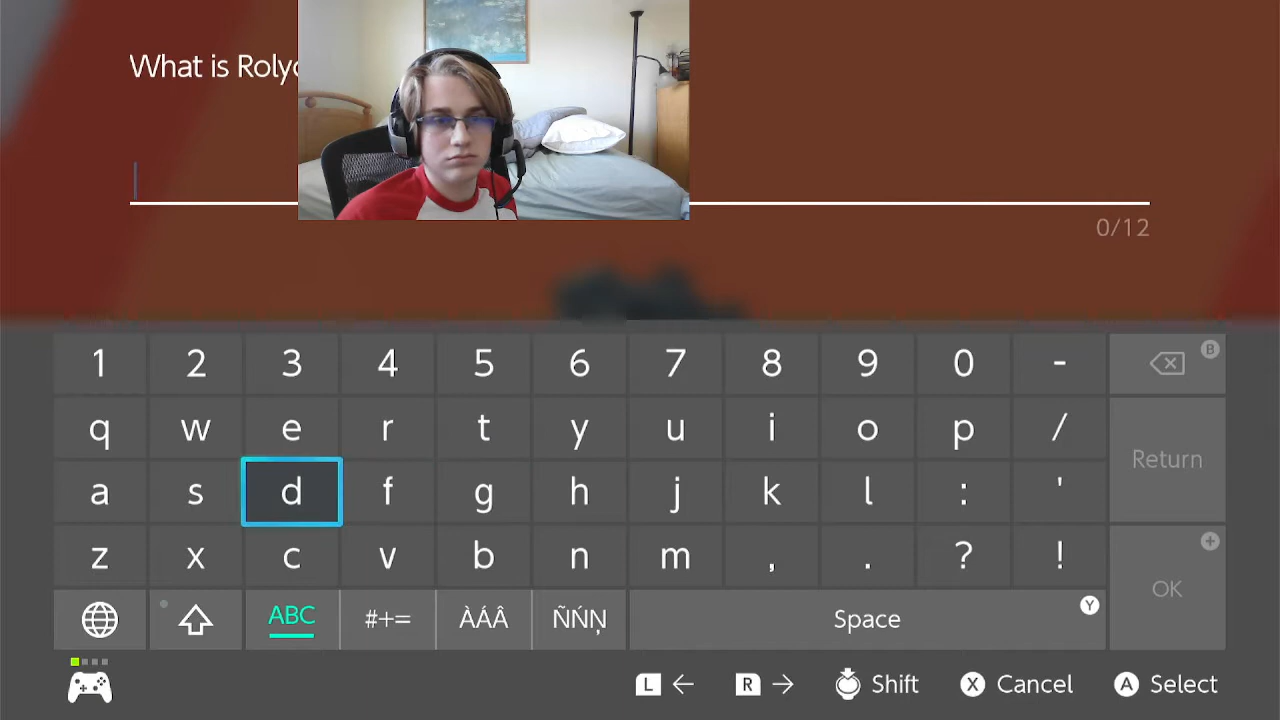 What is
0/12
1 2 3 4 5 6 7 8 9 0 - B
q w e r t y u i o p /
Return
a s d f g h j k l : '
z x c v b n m , . ? ! +
OK
ABC #+= ÀÁÂ ÑŃŅ Space Y
L ← R → Shift X Cancel A Select